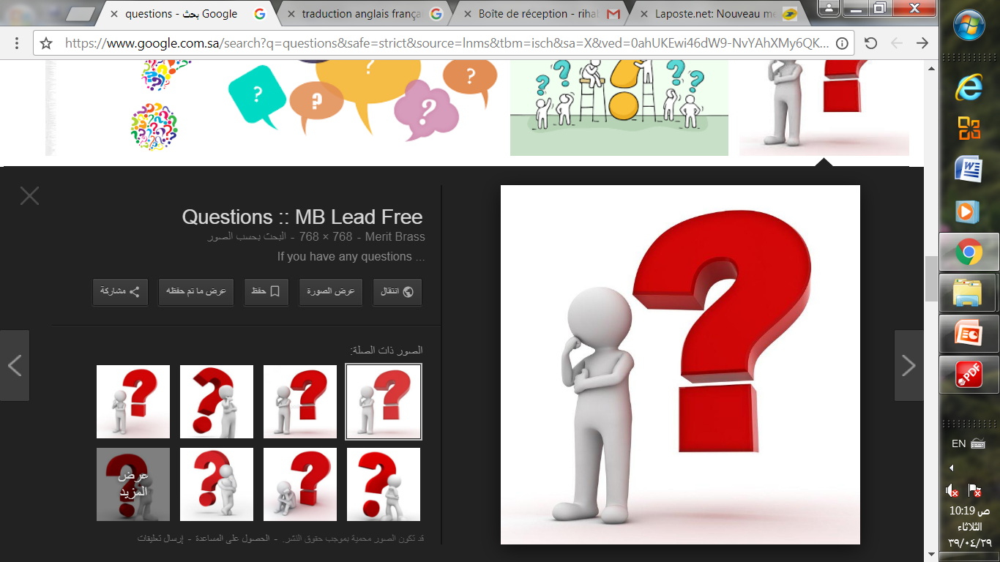 questions - بحث Google
traduction anglais françai
Boîte de réception - riha
Laposte.net: Nouveau me
https://www.google.com.sa/search?q=questions&safe=strict&source=lnms&tbm=isch&sa=X&ved=0ahUKEwi46dW9-NvYAhXMy6QK...
Questions :: MB Lead Free
البحث بحسب الصور - 768 × 768 - Merit Brass
If you have any questions ...
انتقال
عرض الصورة
حفظ
عرض ما تم حفظه
مشاركة
الصور ذات الصلة:
عرض
المزيد
قد تكون الصور محمية بموجب حقوق النشر. - الحصول على المساعدة - إرسال تعليقات
PDF
EN
10:19 ص
الثلاثاء
٣٩/٠٤/٢٩